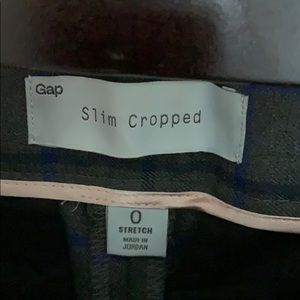 Gap
Slim Cropped
0
STRETCH
MADE IN
JORDAN